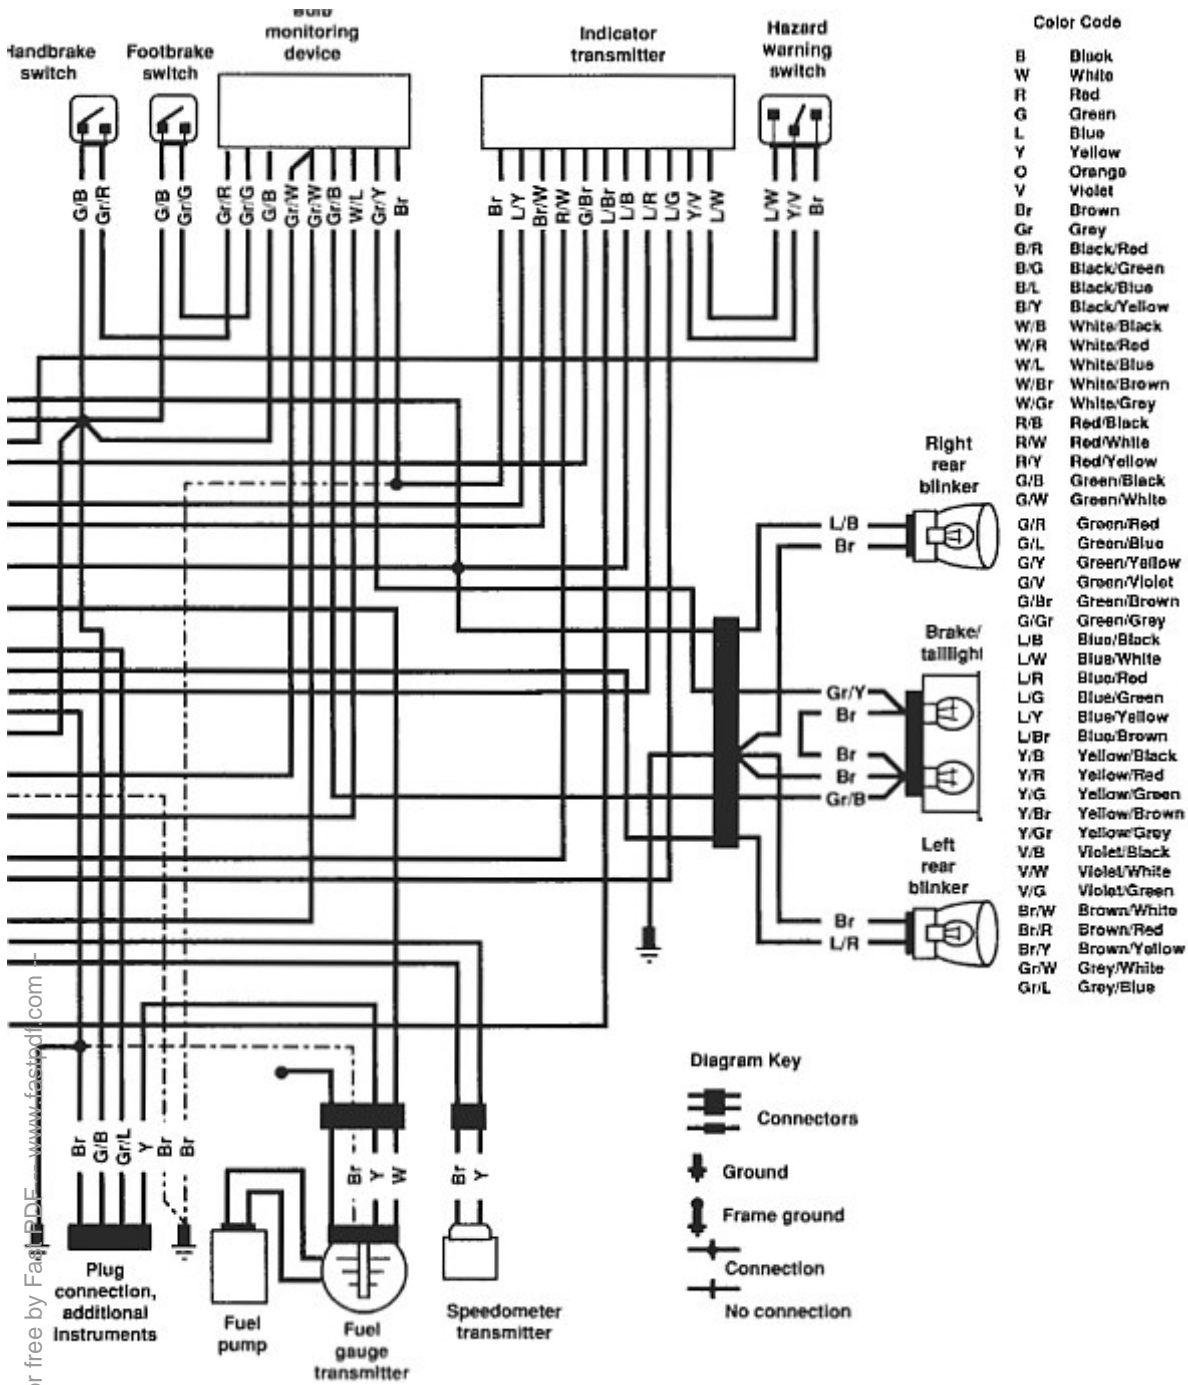 Handbrake
switch
Footbrake
switch
Bulb
monitoring
device
Indicator
transmitter
Hazard
warning
switch
G/B
Gr/R
G/B
Gr/G
Gr/R
Gr/G
G/B
Gr/W
Gr/W
Gr/B
W/L
Gr/Y
Br
Br
L/Y
Br/W
R/W
G/Br
L/Br
L/B
L/R
L/G
Y/V
L/W
L/W
Y/V
Br
Color Code
B Black
W White
R Red
G Green
L Blue
Y Yellow
O Orange
V Violet
Br Brown
Gr Grey
B/R Black/Red
B/G Black/Green
B/L Black/Blue
B/Y Black/Yellow
W/B White/Black
W/R White/Red
W/L White/Blue
W/Br White/Brown
W/Gr White/Grey
R/B Red/Black
R/W Red/White
R/Y Red/Yellow
G/B Green/Black
G/W Green/White
G/R Green/Red
G/L Green/Blue
G/Y Green/Yellow
G/V Green/Violet
G/Br Green/Brown
G/Gr Green/Grey
L/B Blue/Black
L/W Blue/White
L/R Blue/Red
L/G Blue/Green
L/Y Blue/Yellow
L/Br Blue/Brown
Y/B Yellow/Black
Y/R Yellow/Red
Y/G Yellow/Green
Y/Br Yellow/Brown
Y/Gr Yellow/Grey
V/B Violet/Black
V/W Violet/White
V/G Violet/Green
Br/W Brown/White
Br/R Brown/Red
Br/Y Brown/Yellow
Gr/W Grey/White
Gr/L Grey/Blue
Right
rear
blinker
L/B
Br
Brake/
taillight
Gr/Y
Br
Br
Br
Gr/B
Left
rear
blinker
Br
L/R
Br
G/B
Gr/L
Y
Br
Br
Br
Y
W
Br
Y
Plug
connection,
additional
instruments
Fuel
pump
Fuel
gauge
transmitter
Speedometer
transmitter
Diagram Key
Connectors
Ground
Frame ground
Connection
No connection
or free by FastPDF -- www.fastpdf.com --